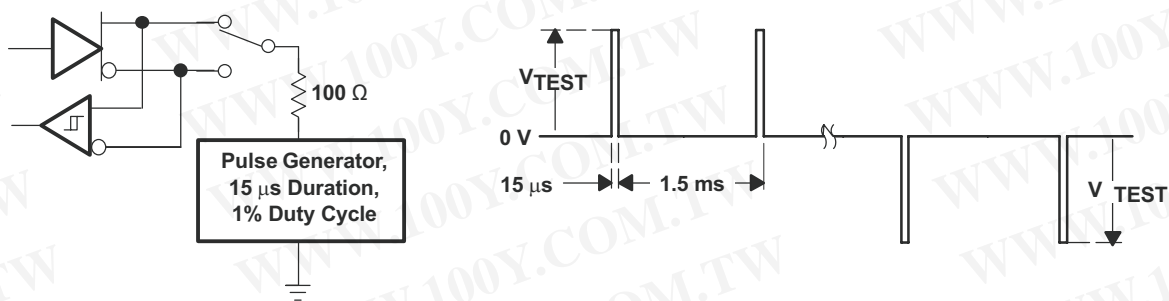 100 Ω
Pulse Generator,
15 μs Duration,
1% Duty Cycle
VTEST
0 V
15 μs
1.5 ms
V TEST
WWW.100Y.COM.TW